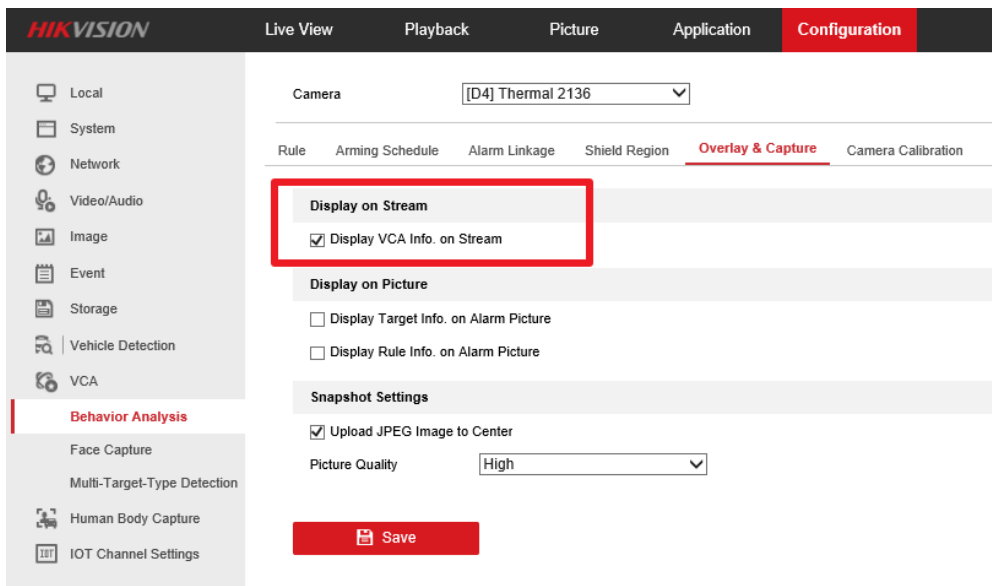 HIKVISION Live View Playback Picture Application Configuration
Local
System
Network
Video/Audio
Image
Event
Storage
Vehicle Detection
VCA
Behavior Analysis
Face Capture
Multi-Target-Type Detection
Human Body Capture
IOT IOT Channel Settings
Camera [D4] Thermal 2136
Rule Arming Schedule Alarm Linkage Shield Region Overlay & Capture Camera Calibration
Display on Stream
Display VCA Info. on Stream
Display on Picture
Display Target Info. on Alarm Picture
Display Rule Info. on Alarm Picture
Snapshot Settings
Upload JPEG Image to Center
Picture Quality High
Save